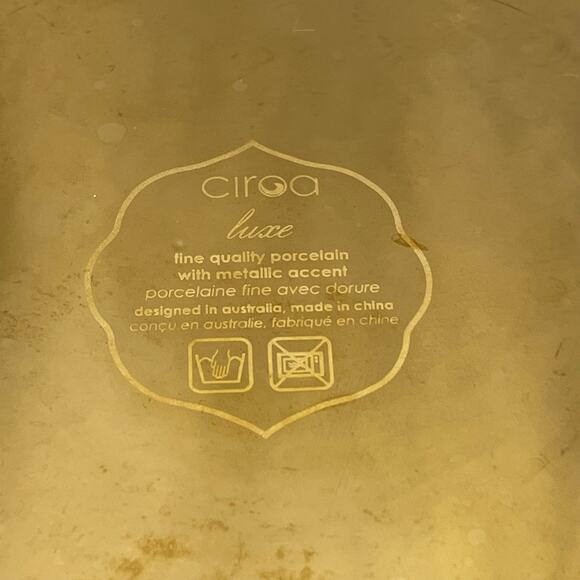 ciroa
luxe
fine quality porcelain
with metallic accent
porcelaine fine avec dorure
designed in australia, made in china
conçu en australie, fabriqué en chine